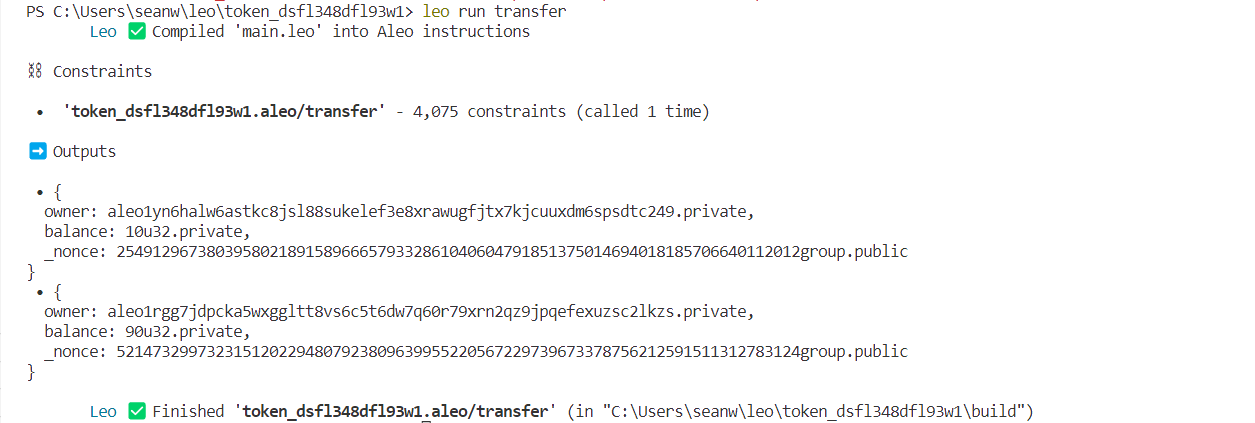 PS C:\Users\seanw\leo\token_dsfl348dfl93w1> leo run transfer
Leo ✅ Compiled 'main.leo' into Aleo instructions
⛓ Constraints
• 'token_dsfl348dfl93w1.aleo/transfer' - 4,075 constraints (called 1 time)
➡️ Outputs
• {
owner: aleo1yn6halw6astkc8jsl88sukelef3e8xrawugfjtx7kjcuuxdm6spsdtc249.private,
balance: 10u32.private,
_nonce: 2549129673803958021891589666579332861040604791851375014694018185706640112012group.public
}
• {
owner: aleo1rgg7jdpcka5wxggltt8vs6c5t6dw7q60r79xrn2qz9jpqefexuzsc2lkzs.private,
balance: 90u32.private,
_nonce: 5214732997323151202294807923809639955220567229739673378756212591511312783124group.public
}
Leo ✅ Finished 'token_dsfl348dfl93w1.aleo/transfer' (in "C:\Users\seanw\leo\token_dsfl348dfl93w1\build")